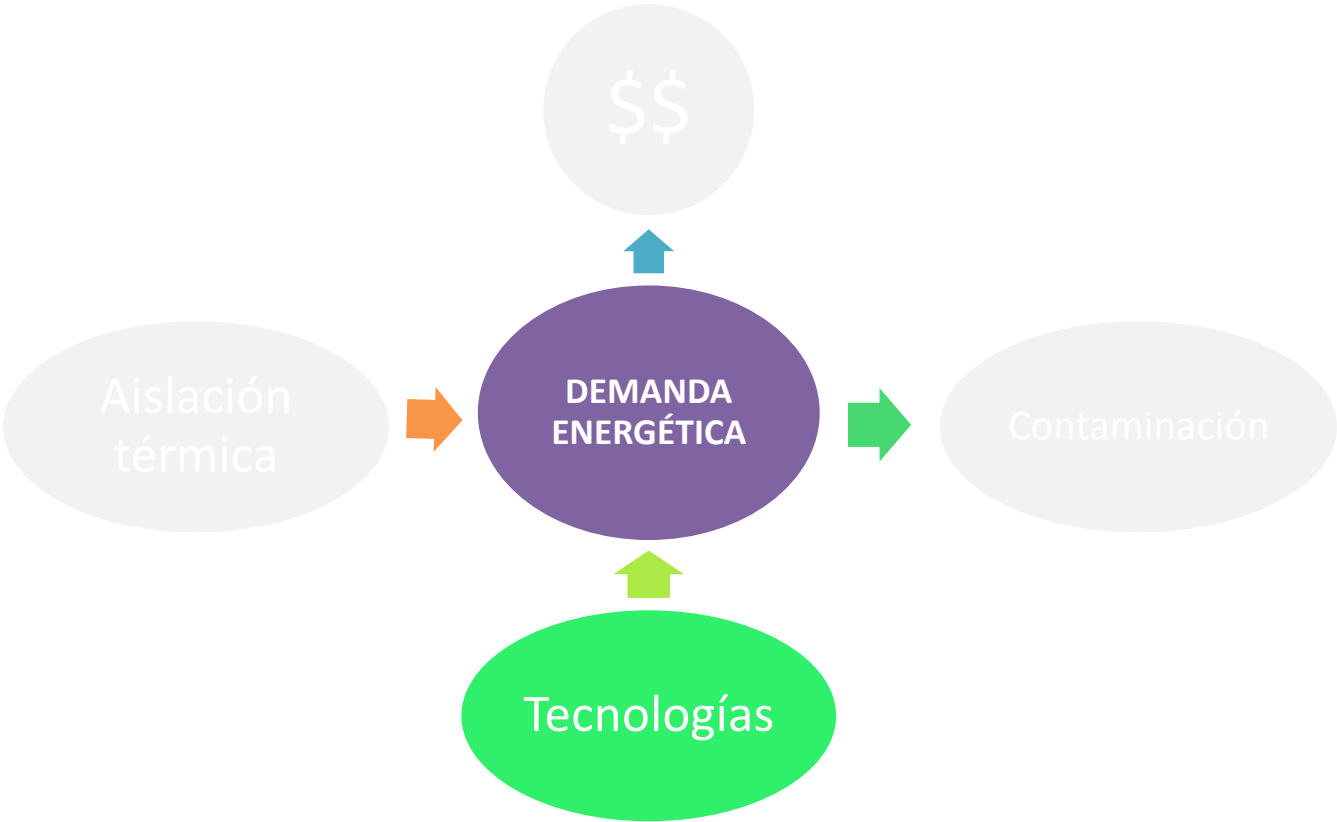 $$
Aislación
térmica
DEMANDA
ENERGÉTICA
Contaminación
Tecnologías